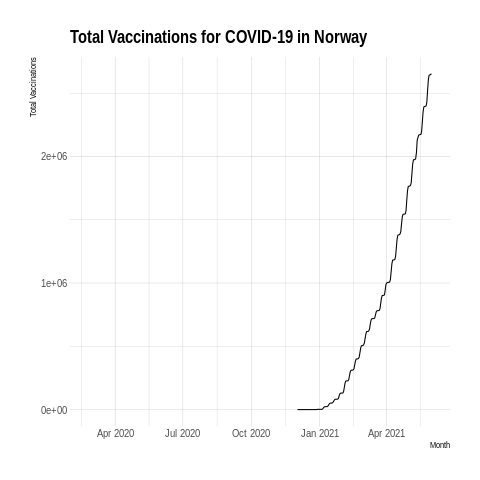 Total Vaccinations for COVID-19 in Norway
Total Vaccinations
2e+06
1e+06
0e+00
Apr 2020 Jul 2020 Oct 2020 Jan 2021 Apr 2021
Month